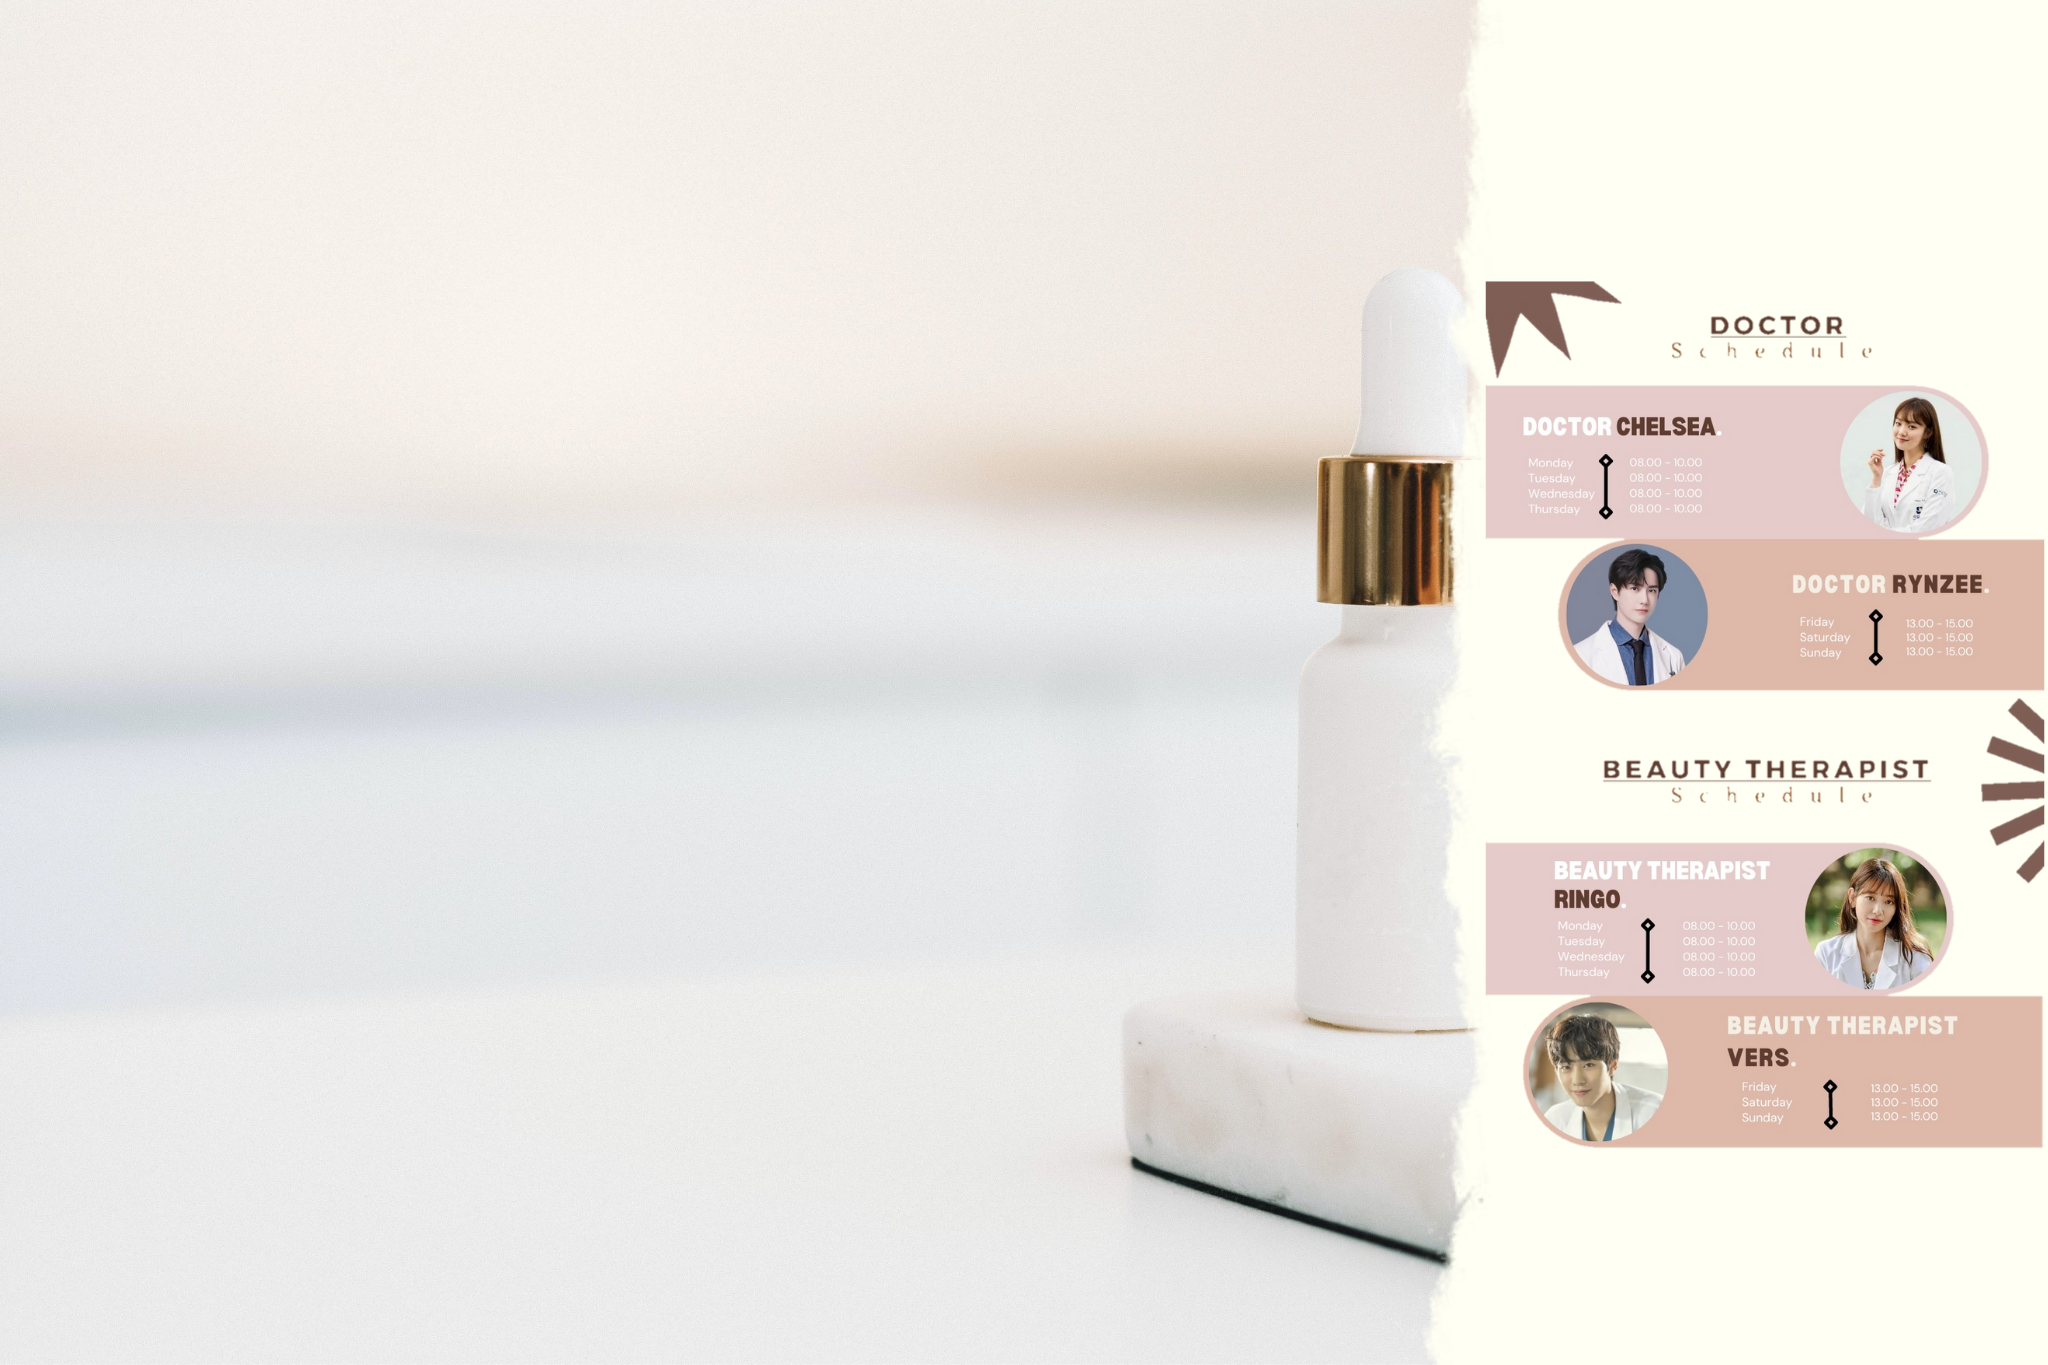 DOCTOR
Schedule
DOCTOR CHELSEA.
Monday 08.00 - 10.00
Tuesday 08.00 - 10.00
Wednesday 08.00 - 10.00
Thursday 08.00 - 10.00
DOCTOR RYNZEE.
Friday 13.00 - 15.00
Saturday 13.00 - 15.00
Sunday 13.00 - 15.00
BEAUTY THERAPIST
Schedule
BEAUTY THERAPIST
RINGO.
Monday 08.00 - 10.00
Tuesday 08.00 - 10.00
Wednesday 08.00 - 10.00
Thursday 08.00 - 10.00
BEAUTY THERAPIST
VERS.
Friday 13.00 - 15.00
Saturday 13.00 - 15.00
Sunday 13.00 - 15.00